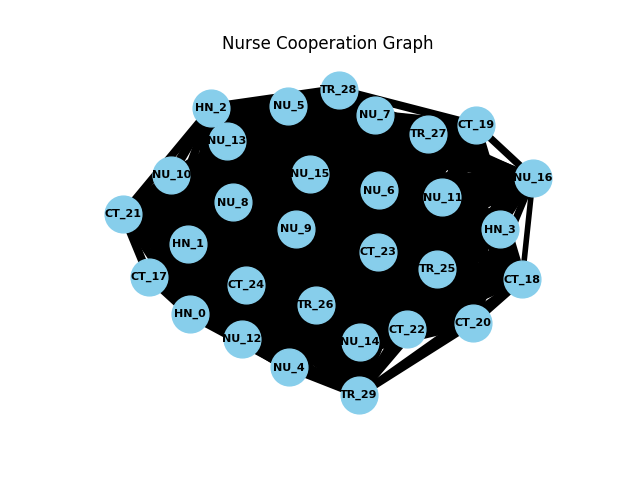 Nurse Cooperation Graph
TR_28
HN_2
NU_5
NU_7
CT_19
TR_27
NU_13
NU_10
NU_15
NU_16
NU_6
NU_11
NU_8
CT_21
NU_9
HN_3
HN_1
CT_23
TR_25
CT_17
CT_18
CT_24
TR_26
HN_0
CT_20
CT_22
NU_12
NU_14
NU_4
TR_29